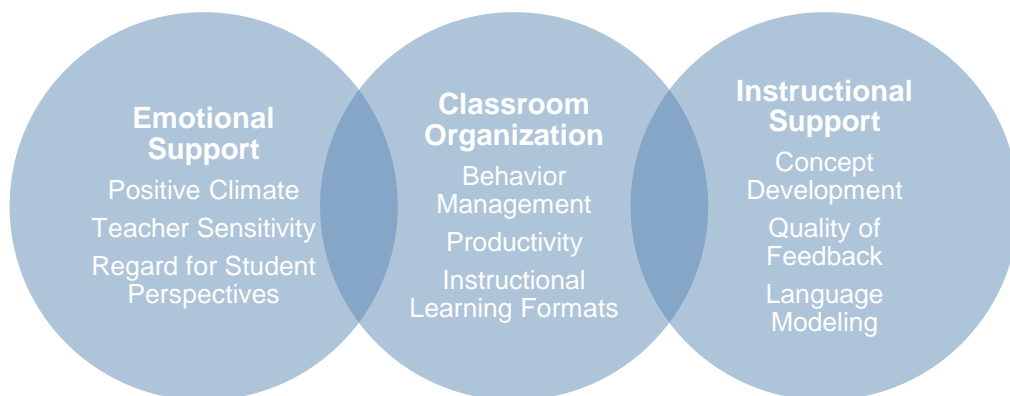 Emotional
Support
Positive Climate
Teacher Sensitivity
Regard for Student
Perspectives
Classroom
Organization
Behavior
Management
Productivity
Instructional
Learning Formats
Instructional
Support
Concept
Development
Quality of
Feedback
Language
Modeling